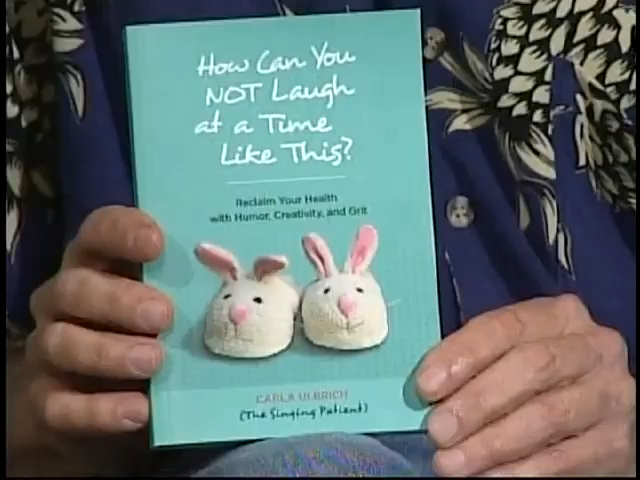 How Can You
NOT Laugh
at a Time
Like This?
Reclaim Your Health
with Humor, Creativity, and Grit
CARLA ULBRICH
(The Singing Patient)